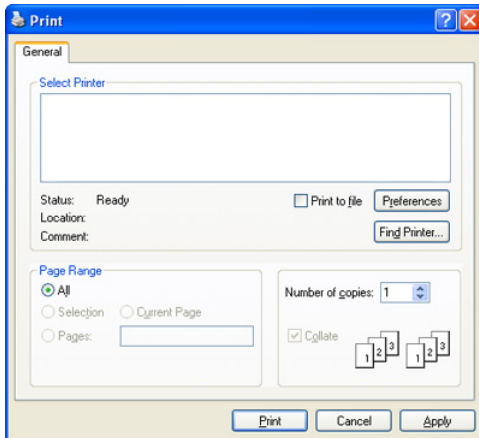 Print
General
Select Printer
Status: Ready
Location:
Comment:
Print to file
Preferences
Find Printer...
Page Range
All
Selection
Current Page
Pages:
Number of copies: 1
Collate
1 2 3 1 2 3
Print
Cancel
Apply